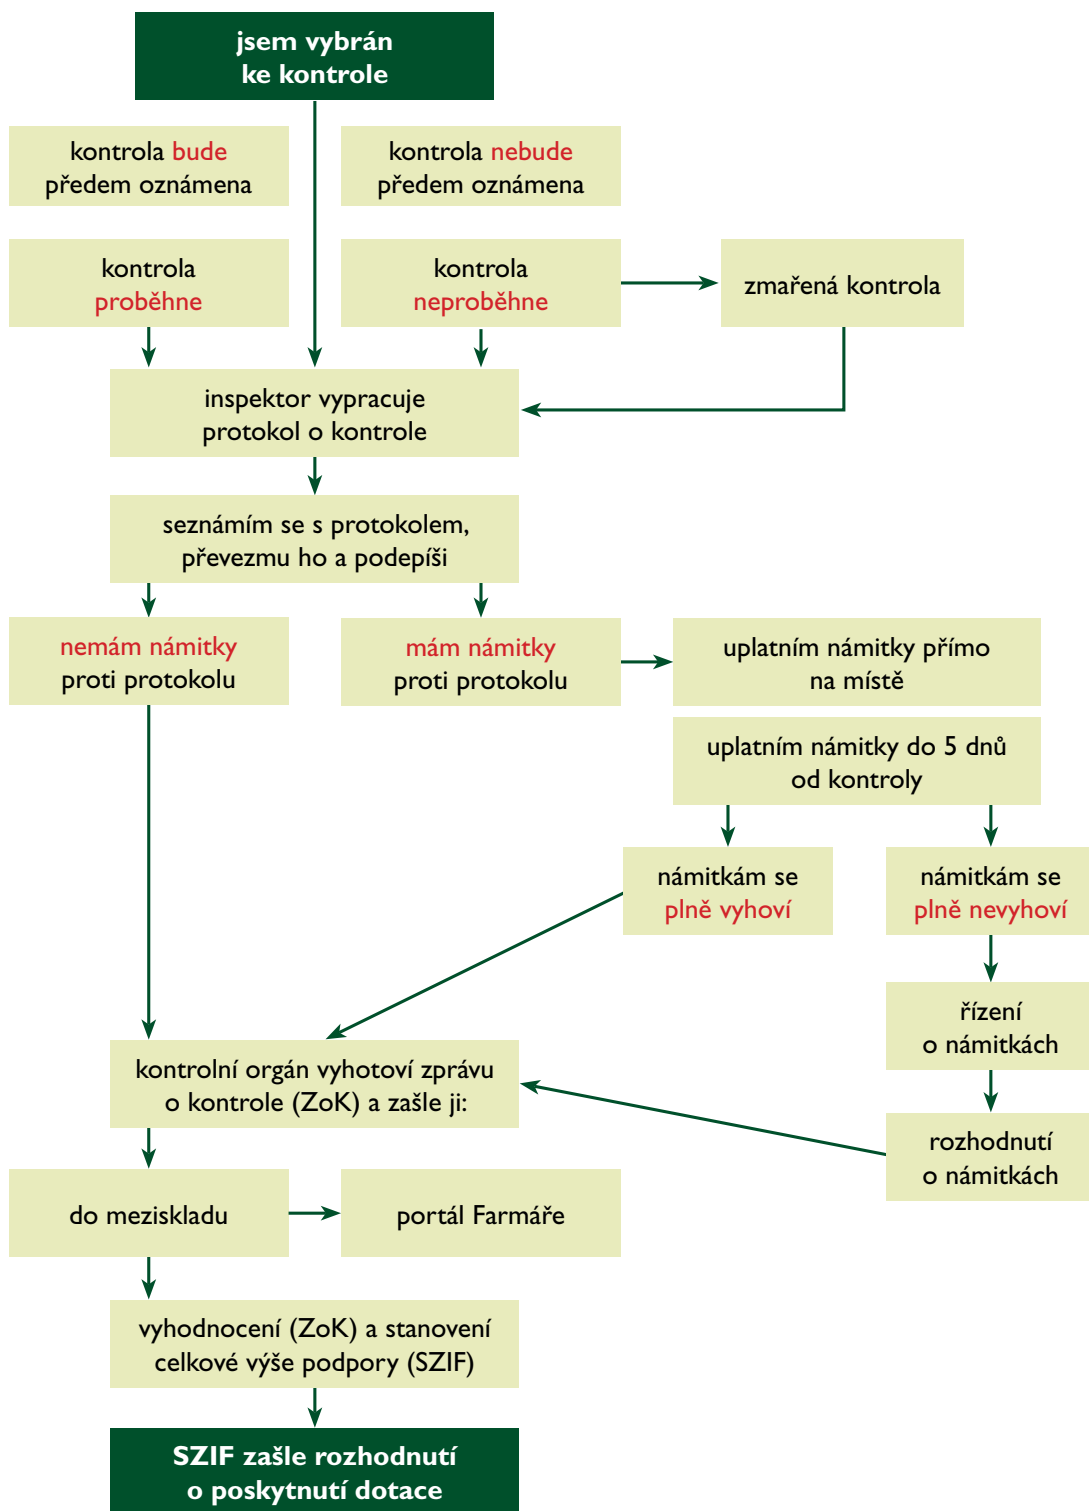 jsem vybrán
ke kontrole
kontrola bude
předem oznámena
kontrola nebude
předem oznámena
kontrola
proběhne
kontrola
neproběhne
zmařená kontrola
inspektor vypracuje
protokol o kontrole
seznámím se s protokolem,
převezmu ho a podepíši
nemám námitky
proti protokolu
mám námitky
proti protokolu
uplatním námitky přímo
na místě
uplatním námitky do 5 dnů
od kontroly
námitkám se
plně vyhoví
námitkám se
plně nevyhoví
řízení
o námitkách
kontrolní orgán vyhotoví zprávu
o kontrole (ZoK) a zašle ji:
rozhodnutí
o námitkách
do meziskladu
portál Farmáře
vyhodnocení (ZoK) a stanovení
celkové výše podpory (SZIF)
SZIF zašle rozhodnutí
o poskytnutí dotace